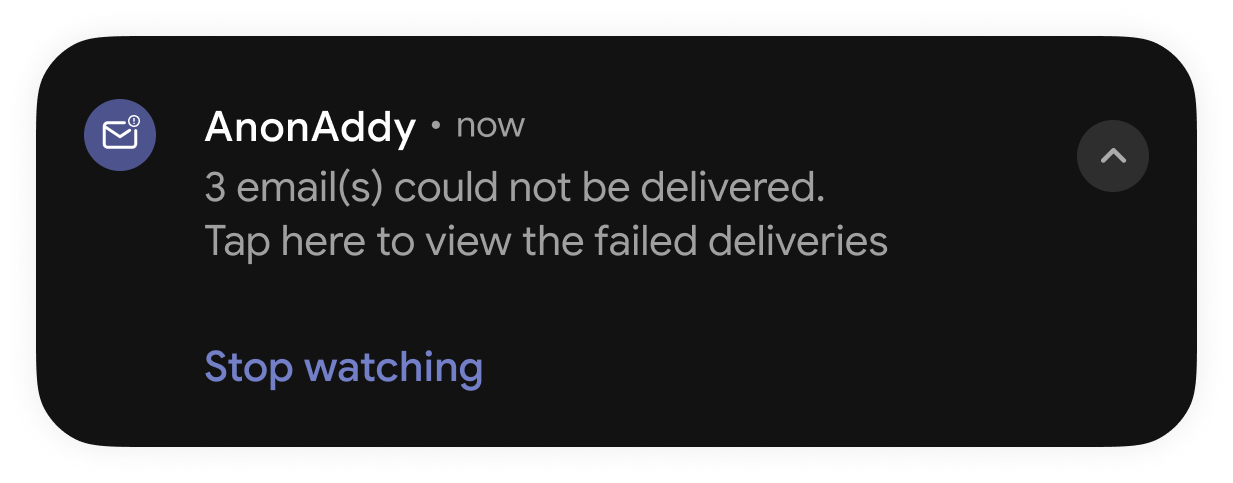 AnonAddy • now
3 email(s) could not be delivered.
Tap here to view the failed deliveries
Stop watching